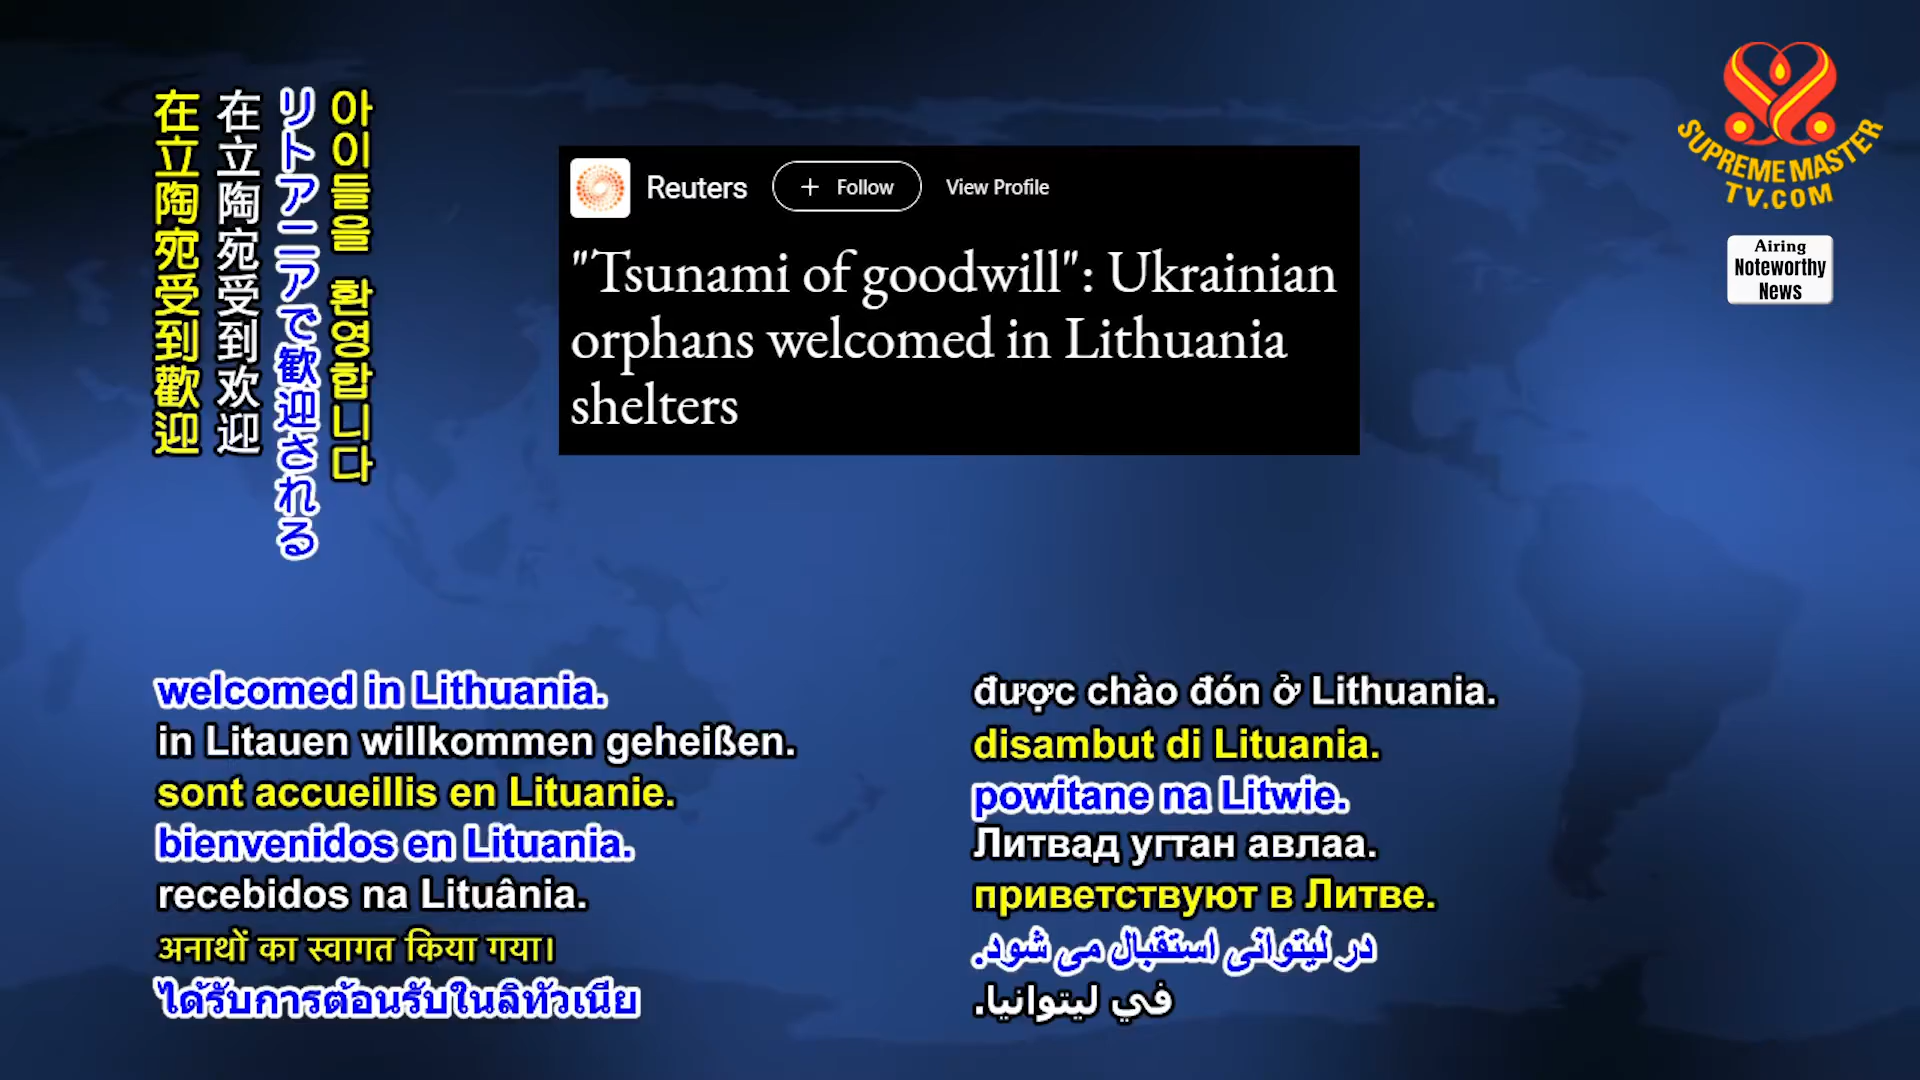 아이들을 환영합니다
リトアニアで歓迎される
在立陶宛受到欢迎
在立陶宛受到歡迎
Reuters
+ Follow
View Profile
"Tsunami of goodwill": Ukrainian
orphans welcomed in Lithuania
shelters
SUPREME MASTER
TV.COM
Airing
Noteworthy
News
welcomed in Lithuania.
in Litauen willkommen geheißen.
sont accueillis en Lituanie.
bienvenidos en Lituania.
recebidos na Lituânia.
अनाथों का स्वागत किया गया।
ได้รับการต้อนรับในลิทัวเนีย
được chào đón ở Lithuania.
disambut di Lituania.
powitane na Litwie.
Литвад угтан авлаа.
приветствуют в Литве.
در لیتوانی استقبال می شود.
في ليتوانيا.